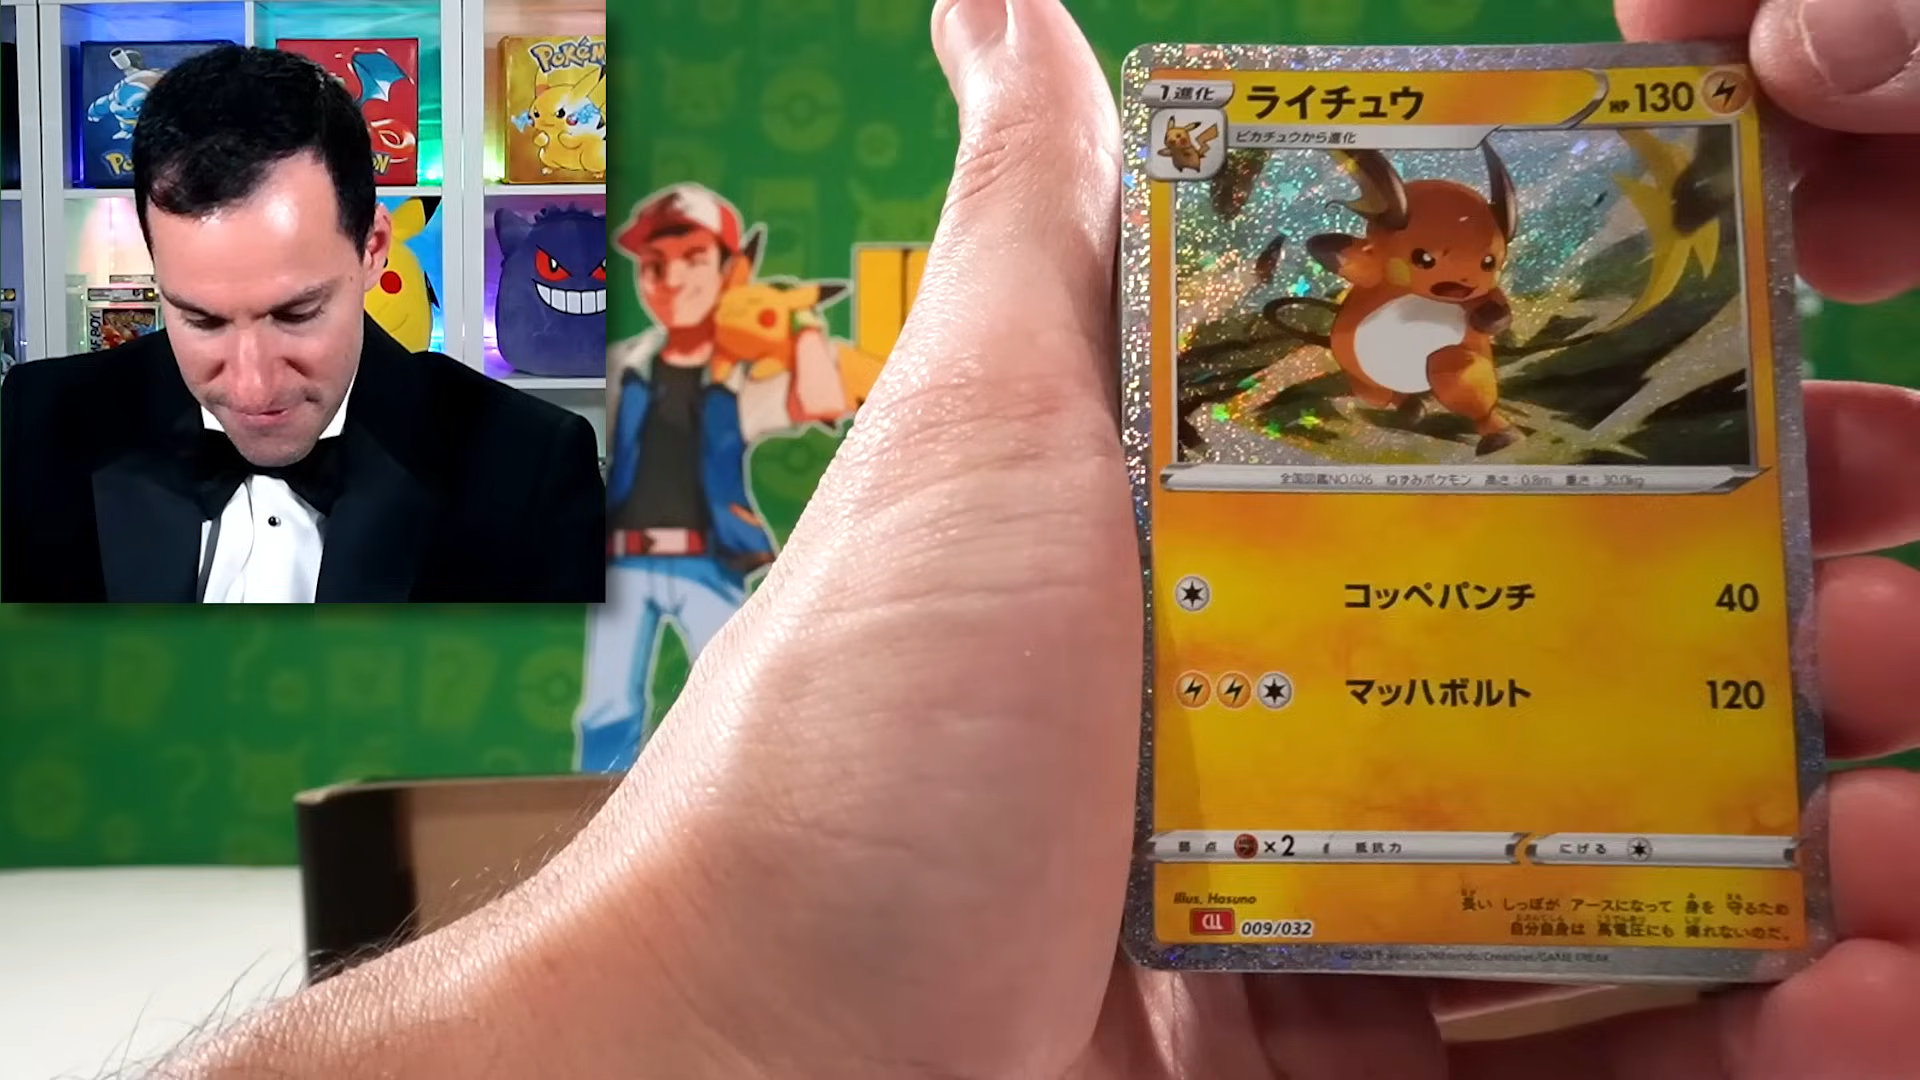 POKÉM
GAME BOY
1進化
ライチュウ
HP 130
ピカチュウから進化
全国図鑑NO.026 ねずみポケモン 高さ：0.8m 重さ：30.0kg
コッペパンチ 40
マッハボルト 120
弱点 ×2 抵抗力 にげる
Illus. Hasuno
CLL 009/032
長い しっぽが アースになって 身を 守るため
自分自身は 高電圧にも 痺れないのだ。